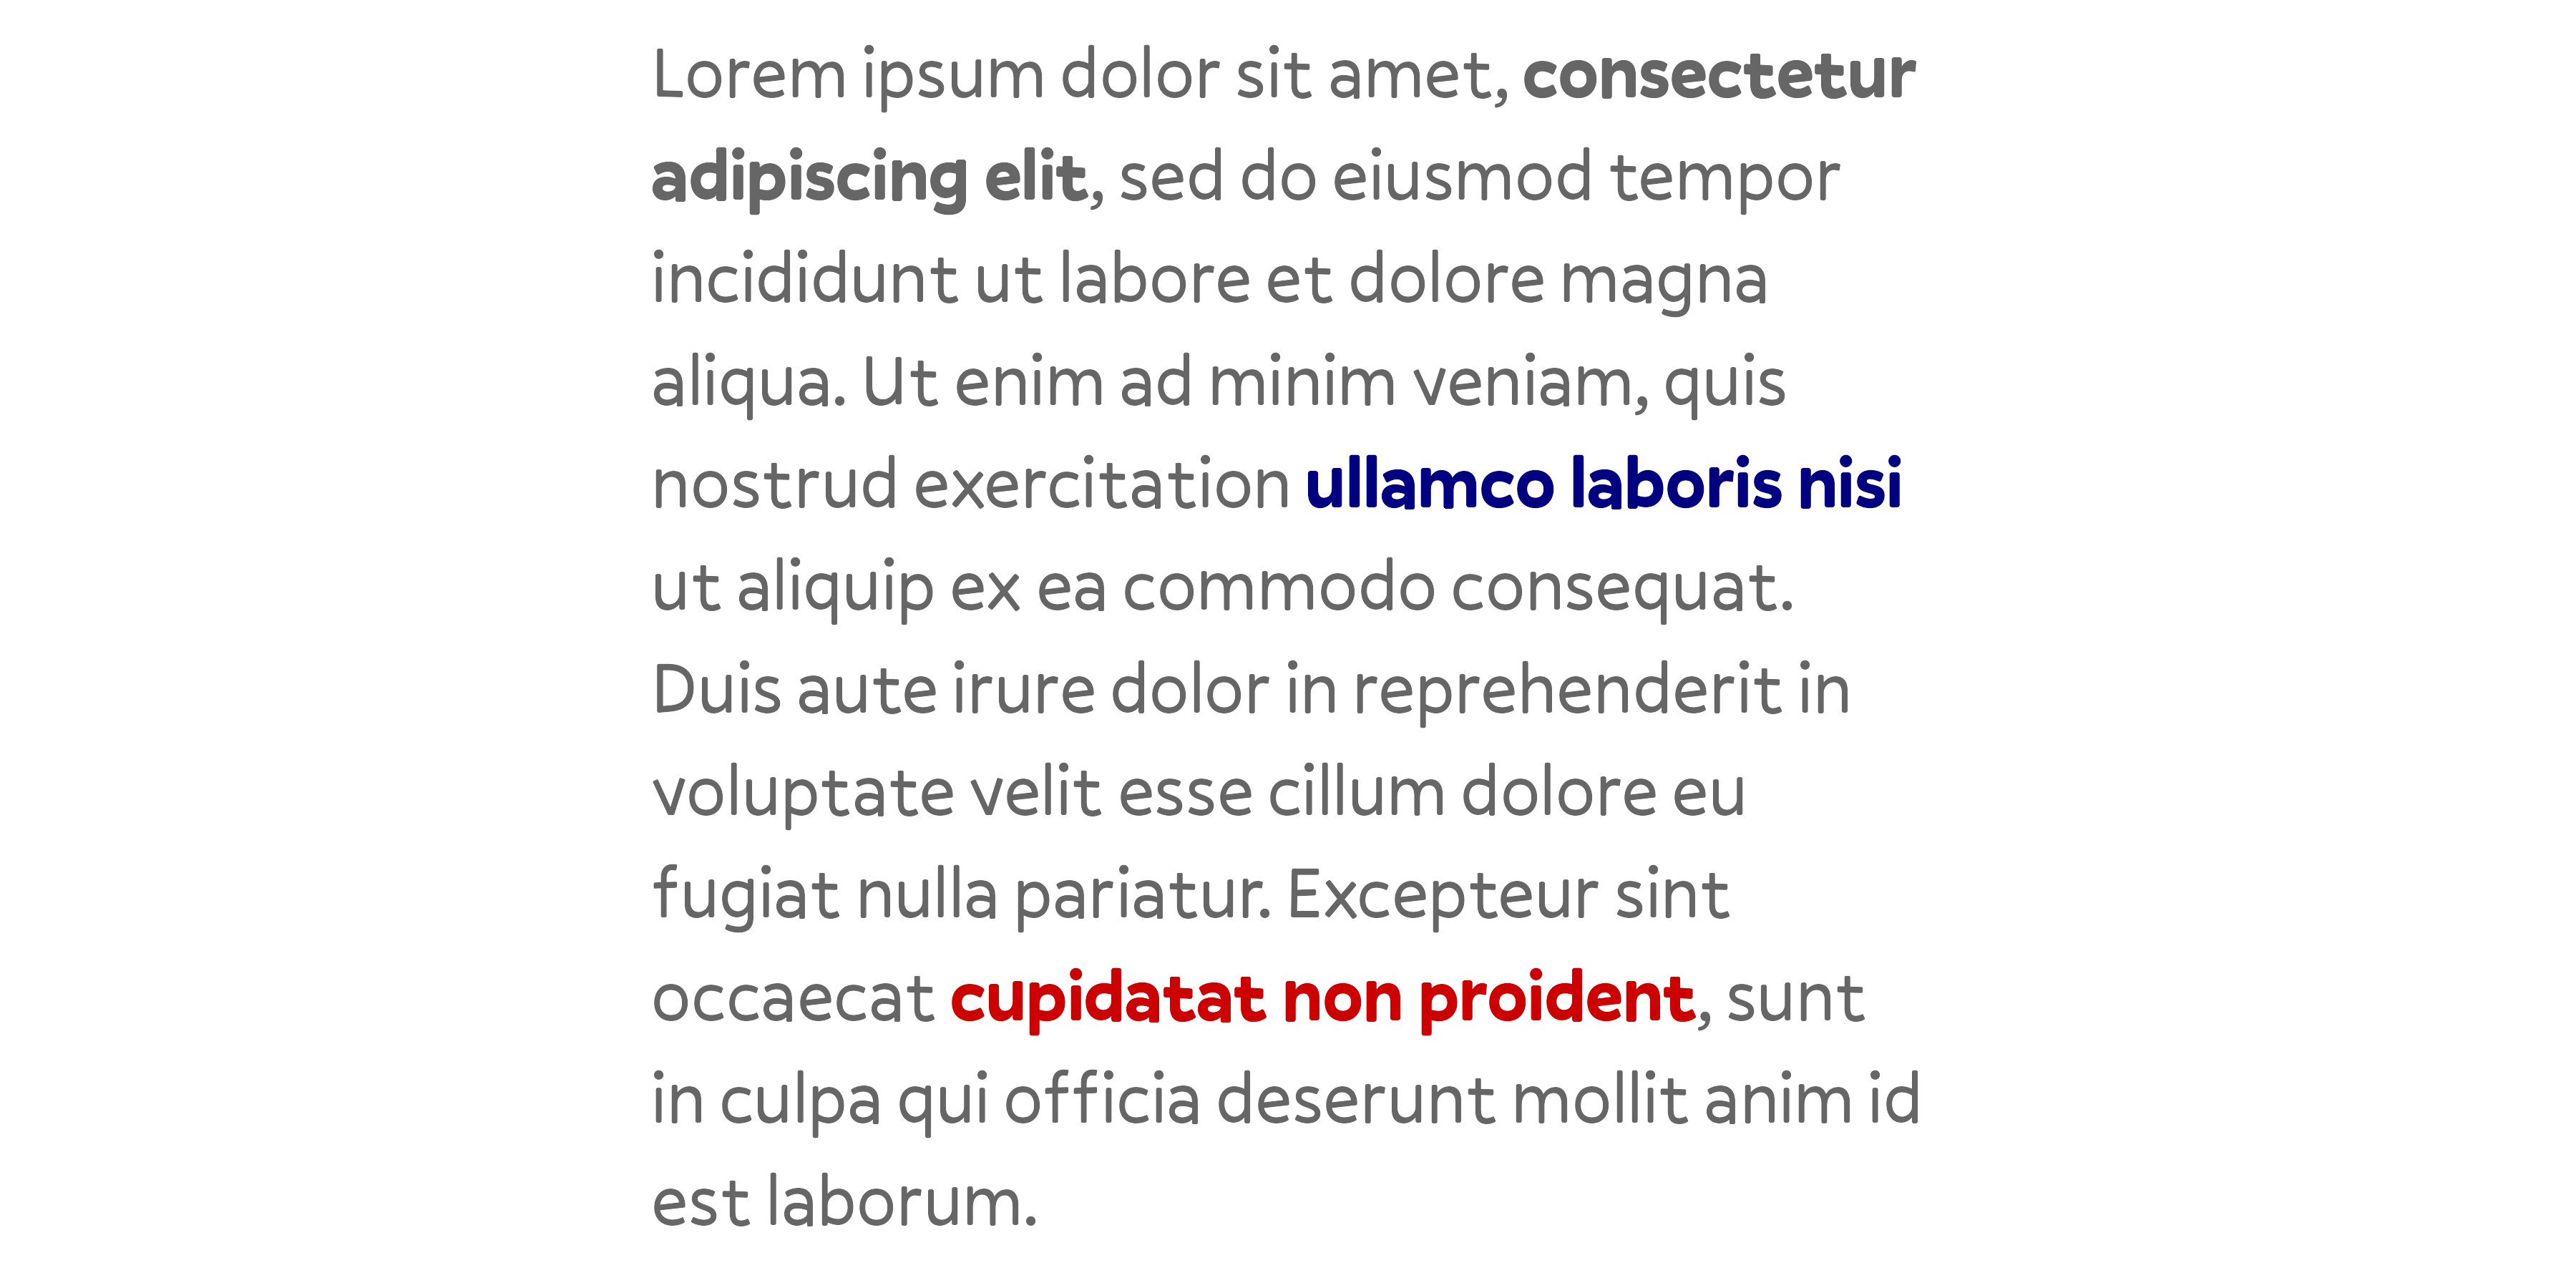 Lorem ipsum dolor sit amet, consectetur
adipiscing elit, sed do eiusmod tempor
incididunt ut labore et dolore magna
aliqua. Ut enim ad minim veniam, quis
nostrud exercitation ullamco laboris nisi
ut aliquip ex ea commodo consequat.
Duis aute irure dolor in reprehenderit in
voluptate velit esse cillum dolore eu
fugiat nulla pariatur. Excepteur sint
occaecat cupidatat non proident, sunt
in culpa qui officia deserunt mollit anim id
est laborum.